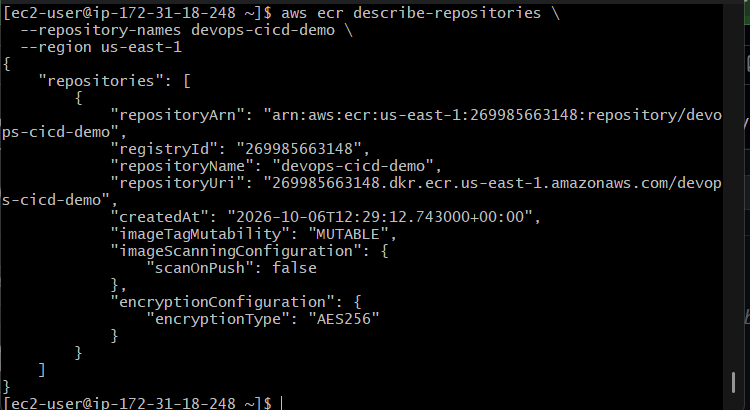 [ec2-user@ip-172-31-18-248 ~]$ aws ecr describe-repositories \
  --repository-names devops-cicd-demo \
  --region us-east-1
{
    "repositories": [
        {
            "repositoryArn": "arn:aws:ecr:us-east-1:269985663148:repository/devo
ps-cicd-demo",
            "registryId": "269985663148",
            "repositoryName": "devops-cicd-demo",
            "repositoryUri": "269985663148.dkr.ecr.us-east-1.amazonaws.com/devop
s-cicd-demo",
            "createdAt": "2026-10-06T12:29:12.743000+00:00",
            "imageTagMutability": "MUTABLE",
            "imageScanningConfiguration": {
                "scanOnPush": false
            },
            "encryptionConfiguration": {
                "encryptionType": "AES256"
            }
        }
    ]
}
[ec2-user@ip-172-31-18-248 ~]$